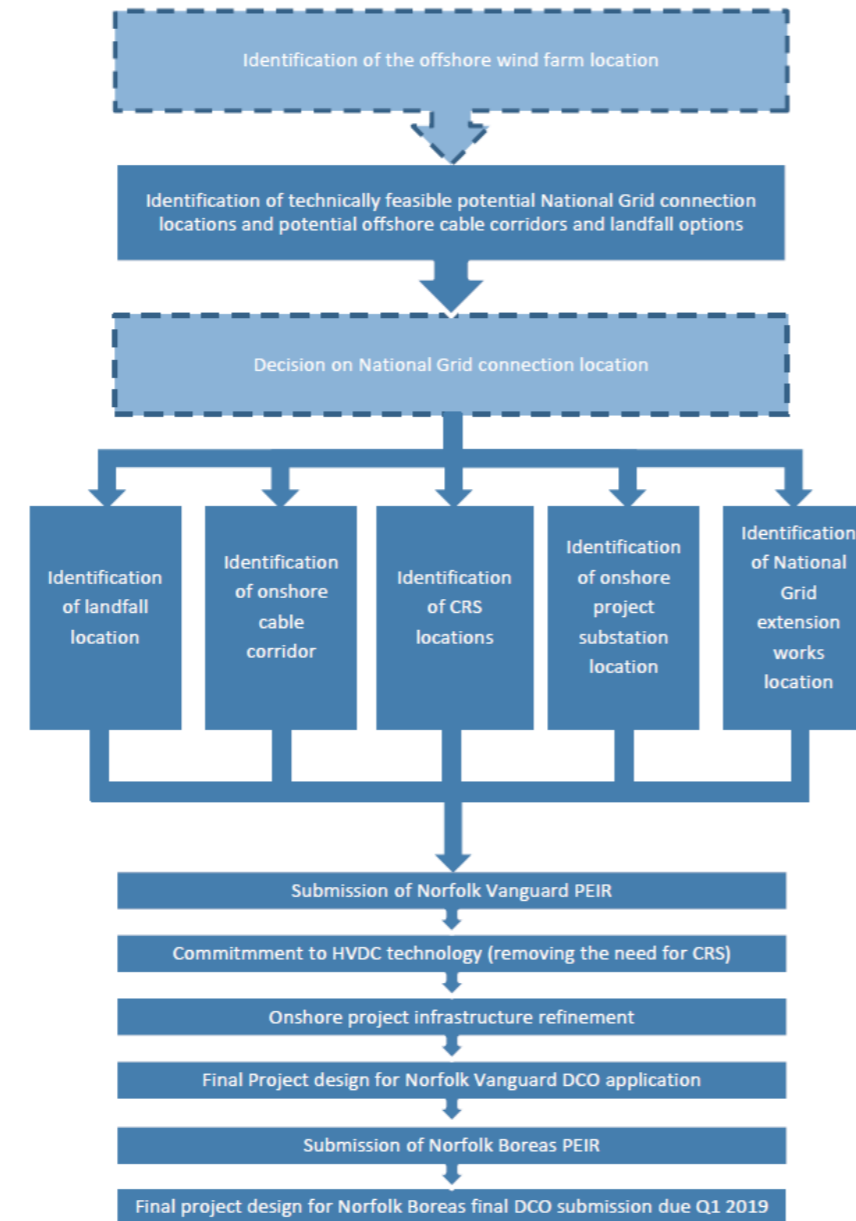 Identification of the offshore wind farm location
Identification of technically feasible potential National Grid connection
locations and potential offshore cable corridors and landfall options
Decision on National Grid connection location
Identification
of landfall
location
Identification
of onshore
cable
corridor
Identification
of CRS
locations
Identification
of onshore
project
substation
location
Identification
of National
Grid
extension
works
location
Submission of Norfolk Vanguard PEIR
Commitmment to HVDC technology (removing the need for CRS)
Onshore project infrastructure refinement
Final Project design for Norfolk Vanguard DCO application
Submission of Norfolk Boreas PEIR
Final project design for Norfolk Boreas final DCO submission due Q1 2019